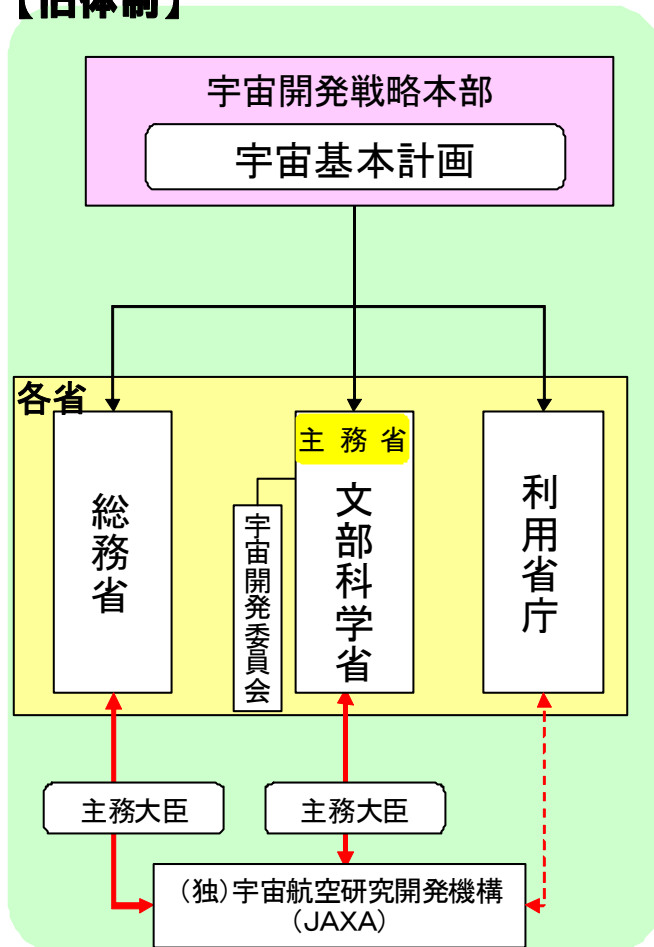 【旧体制】
宇宙開発戦略本部
宇宙基本計画
各省
総務省
主務省
文部科学省
宇宙開発委員会
利用省庁
主務大臣
主務大臣
(独)宇宙航空研究開発機構
(JAXA)